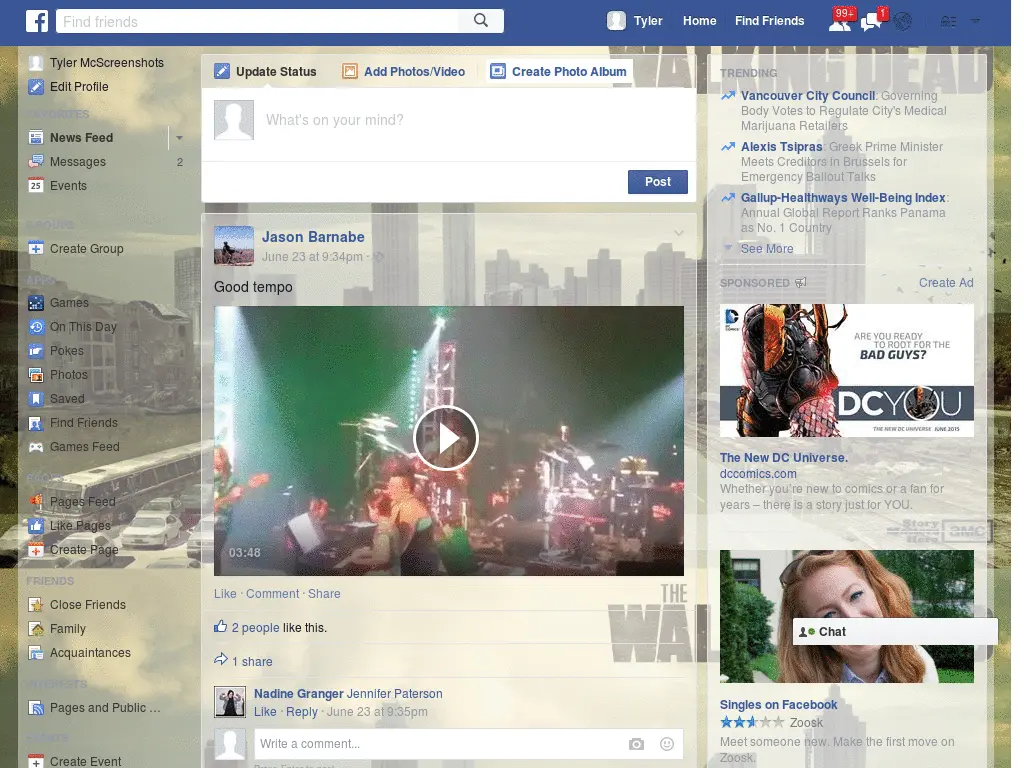 Find friends
Tyler
Home
Find Friends
99+
1
Tyler McScreenshots
Edit Profile
FAVORITES
News Feed
Messages 2
25 Events
GROUPS
Create Group
APPS
Games
On This Day
Pokes
Photos
Saved
Find Friends
Games Feed
PAGES
Pages Feed
Like Pages
Create Page
FRIENDS
Close Friends
Family
Acquaintances
INTERESTS
Pages and Public ...
EVENTS
Create Event
Update Status
Add Photos/Video
Create Photo Album
What's on your mind?
Post
Jason Barnabe
June 23 at 9:34pm ·
Good tempo
03:48
Like · Comment · Share
2 people like this.
1 share
Nadine Granger Jennifer Paterson
Like · Reply · June 23 at 9:35pm
Write a comment...
WALKING DEAD
THE
WAL
TRENDING
Vancouver City Council: Governing
Body Votes to Regulate City's Medical
Marijuana Retailers
Alexis Tsipras: Greek Prime Minister
Meets Creditors in Brussels for
Emergency Bailout Talks
Gallup-Healthways Well-Being Index:
Annual Global Report Ranks Panama
as No. 1 Country
See More
SPONSORED
Create Ad
DC
COMICS
ARE YOU READY
TO ROOT FOR THE
BAD GUYS?
DCYOU
THE NEW DC UNIVERSE JUNE 2015
The New DC Universe.
dccomics.com
Whether you're new to comics or a fan for
years – there is a story just for YOU.
Story
AMC
Chat
Singles on Facebook
Zoosk
Meet someone new. Make the first move on
Zoosk.